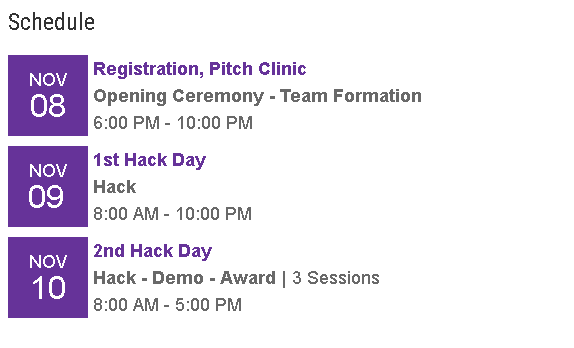 Schedule
NOV
08
Registration, Pitch Clinic
Opening Ceremony - Team Formation
6:00 PM - 10:00 PM
NOV
09
1st Hack Day
Hack
8:00 AM - 10:00 PM
NOV
10
2nd Hack Day
Hack - Demo - Award | 3 Sessions
8:00 AM - 5:00 PM